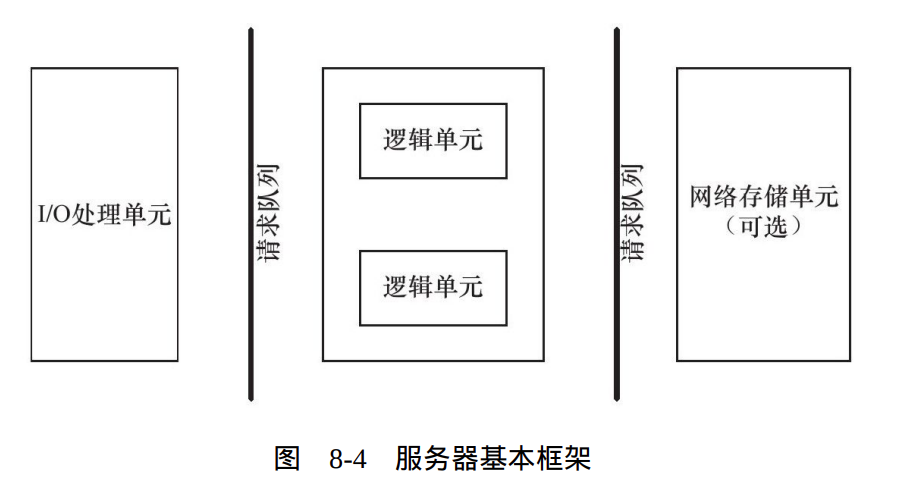 I/O处理单元
请求队列
逻辑单元
逻辑单元
请求队列
网络存储单元
（可选）
图 8-4 服务器基本框架